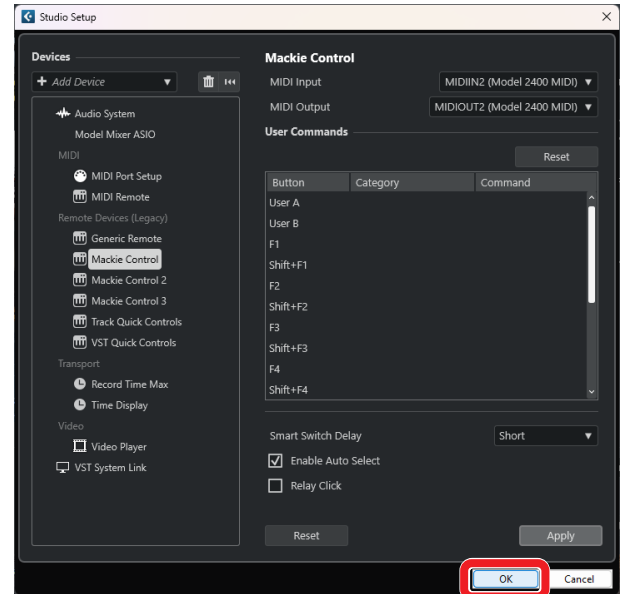 Studio Setup
Devices
+ Add Device
Audio System
Model Mixer ASIO
MIDI
MIDI Port Setup
MIDI Remote
Remote Devices (Legacy)
Generic Remote
Mackie Control
Mackie Control 2
Mackie Control 3
Track Quick Controls
VST Quick Controls
Transport
Record Time Max
Time Display
Video
Video Player
VST System Link
Mackie Control
MIDI Input MIDIIN2 (Model 2400 MIDI)
MIDI Output MIDIOUT2 (Model 2400 MIDI)
User Commands
Reset
Button Category Command
User A
User B
F1
Shift+F1
F2
Shift+F2
F3
Shift+F3
F4
Shift+F4
Smart Switch Delay Short
Enable Auto Select
Relay Click
Reset Apply
OK Cancel